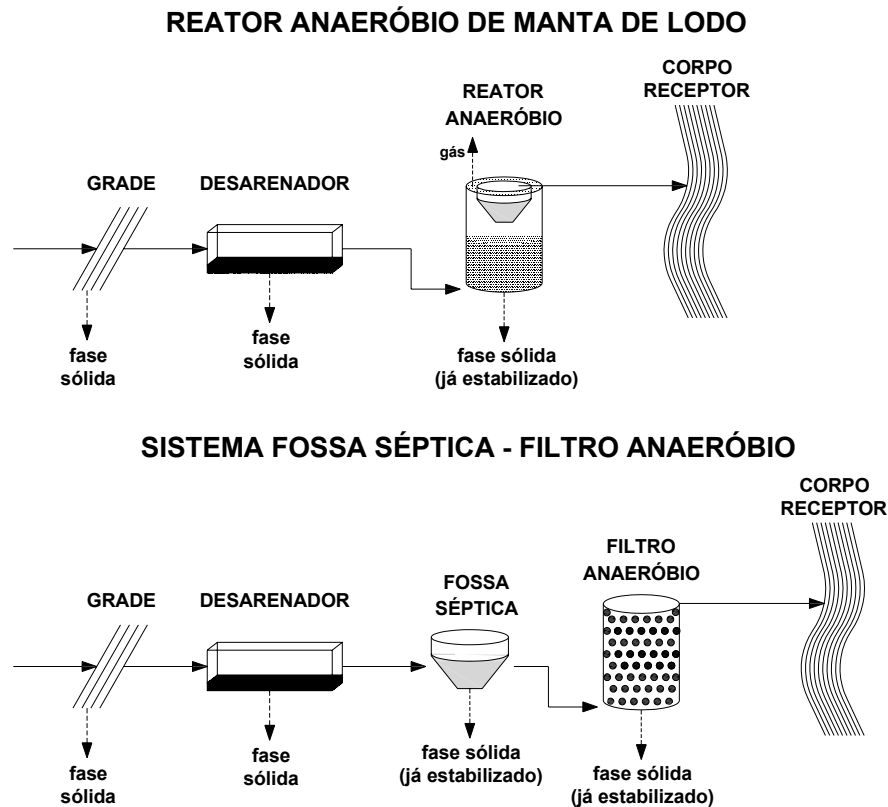 REATOR ANAERÓBIO DE MANTA DE LODO
CORPO
RECEPTOR
REATOR
ANAERÓBIO
gás
GRADE
DESARENADOR
fase
sólida
fase
sólida
fase sólida
(já estabilizado)
SISTEMA FOSSA SÉPTICA - FILTRO ANAERÓBIO
CORPO
RECEPTOR
FILTRO
ANAERÓBIO
FOSSA
SÉPTICA
GRADE
DESARENADOR
fase
sólida
fase
sólida
fase sólida
(já estabilizado)
fase sólida
(já estabilizado)